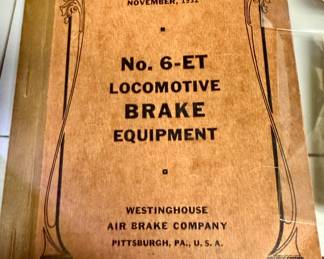 NOVEMBER, 1932
No. 6-ET
LOCOMOTIVE
BRAKE
EQUIPMENT
WESTINGHOUSE
AIR BRAKE COMPANY
PITTSBURGH, PA., U. S. A.